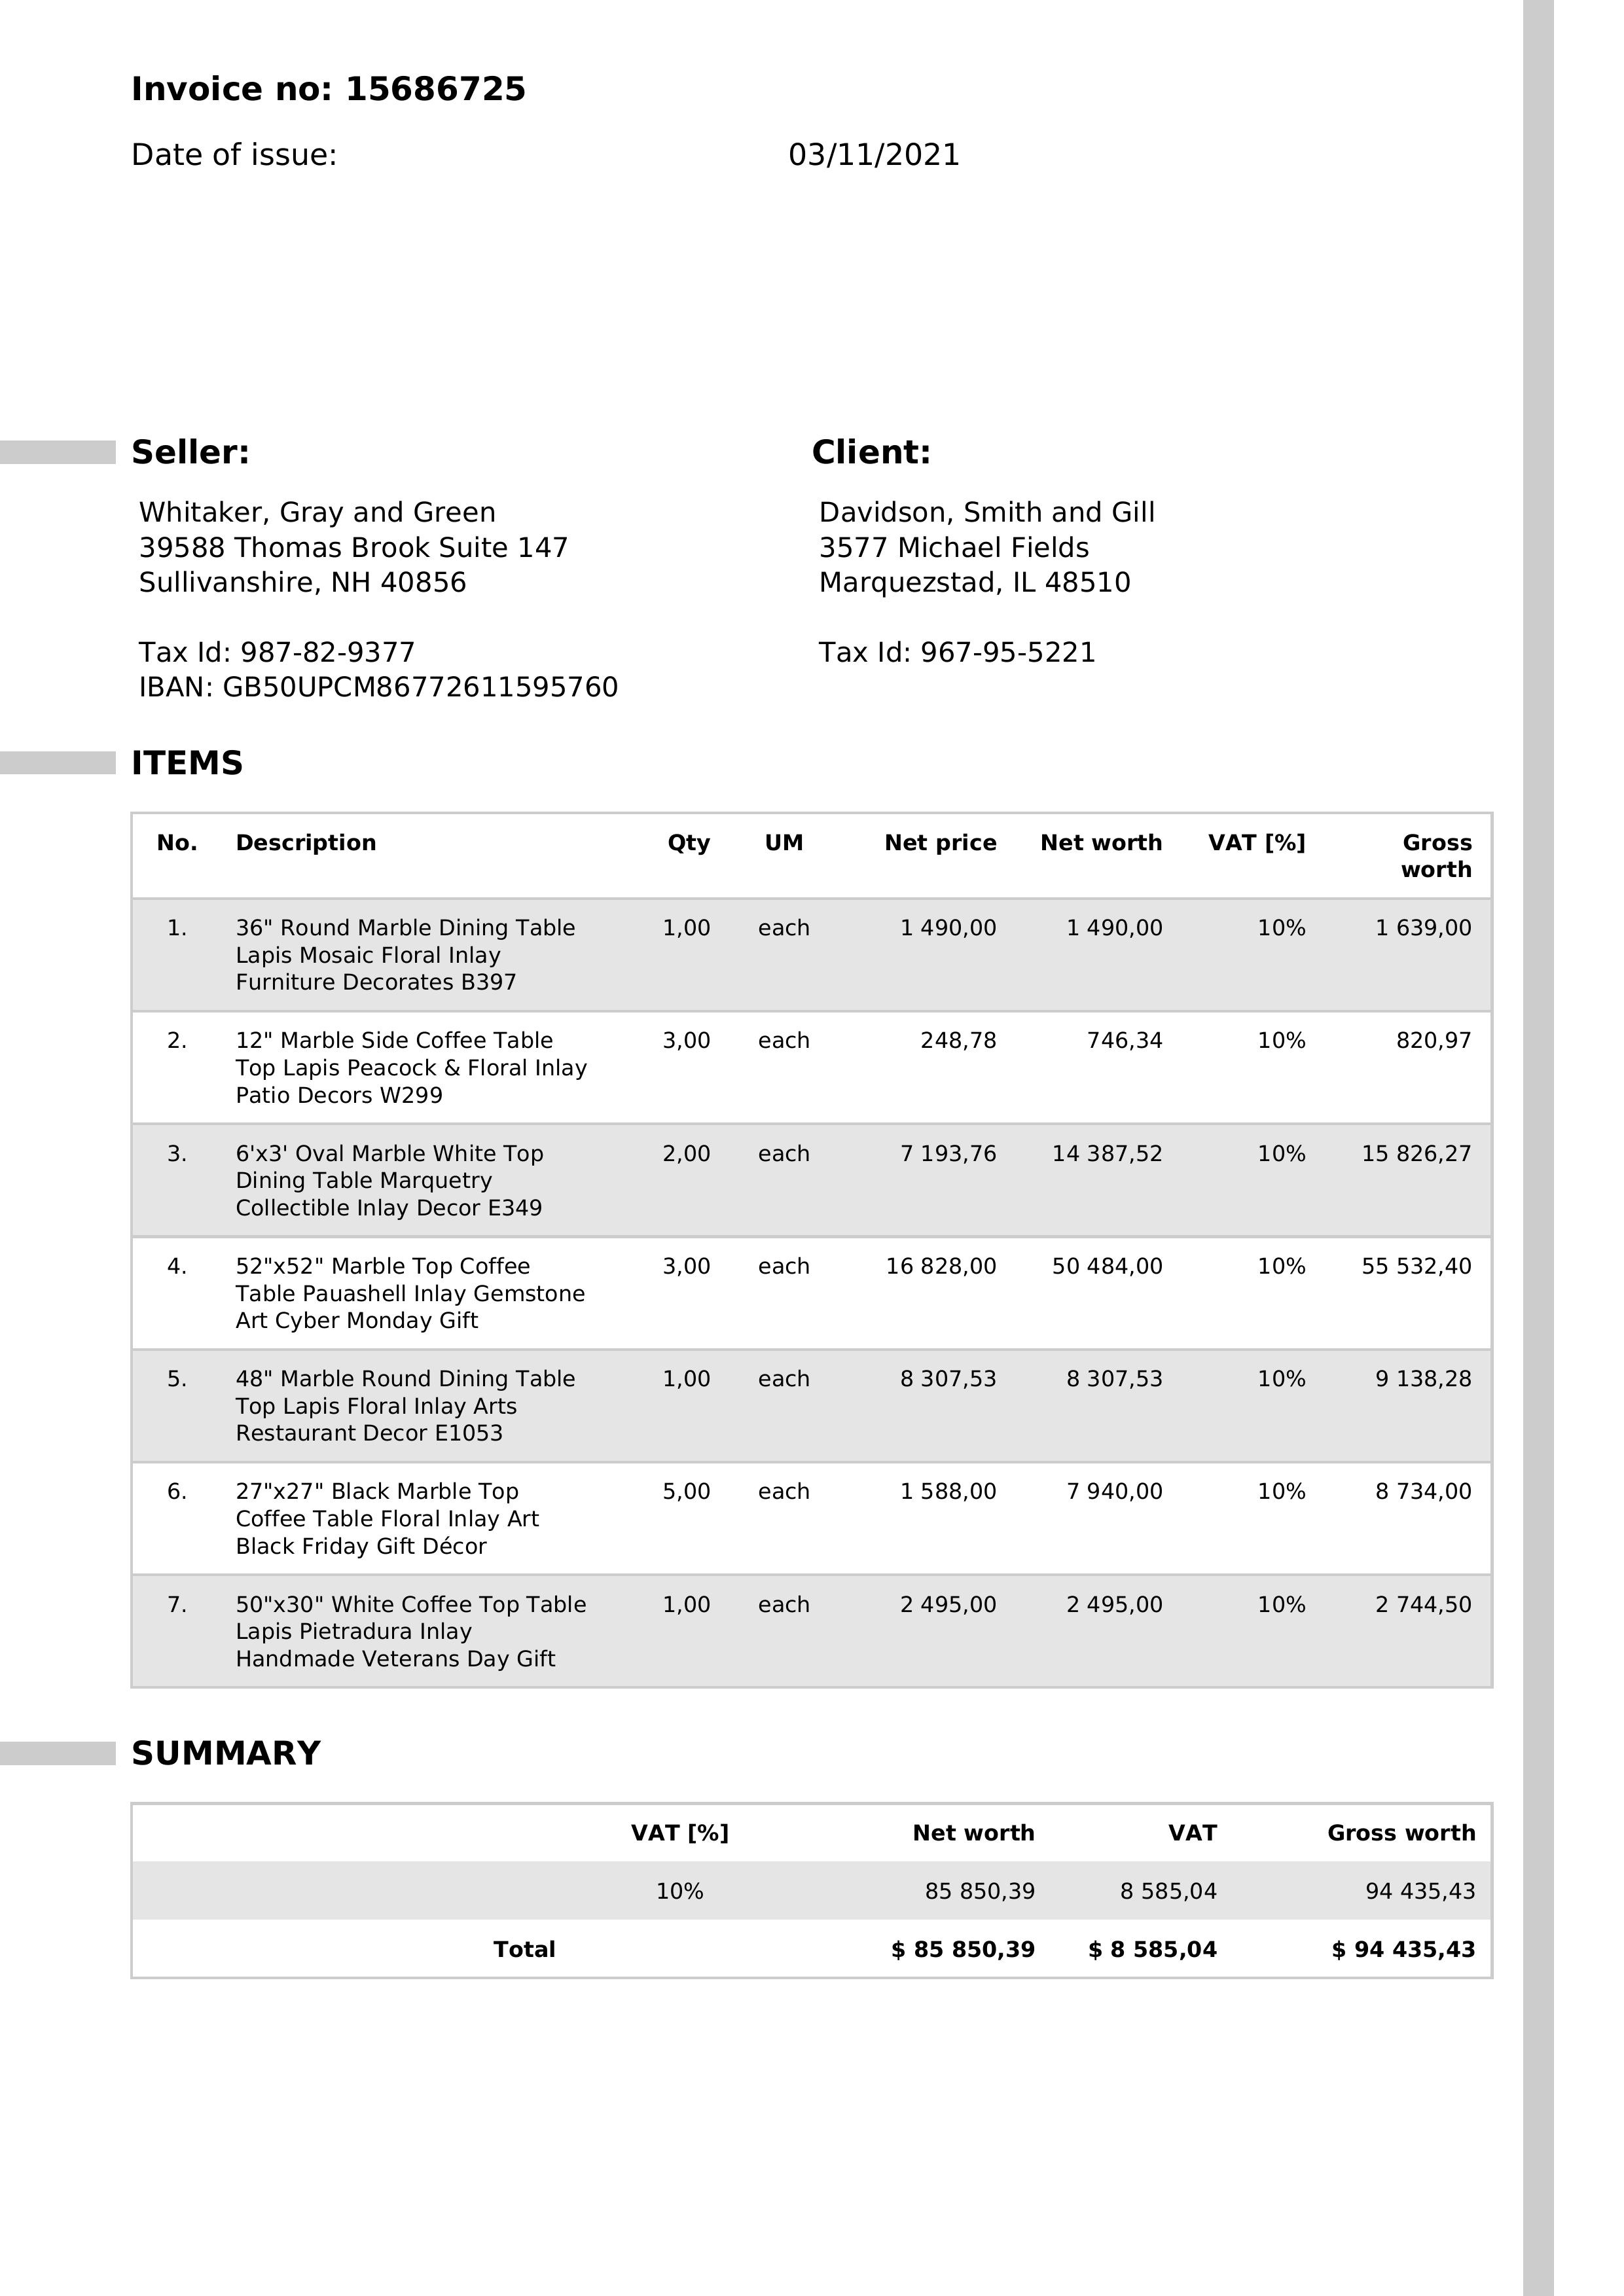 Invoice no: 15686725
Date of issue: 03/11/2021
Seller:
Whitaker, Gray and Green
39588 Thomas Brook Suite 147
Sullivanshire, NH 40856
Tax Id: 987-82-9377
IBAN: GB50UPCM86772611595760
Client:
Davidson, Smith and Gill
3577 Michael Fields
Marquezstad, IL 48510
Tax Id: 967-95-5221
ITEMS
No. Description Qty UM Net price Net worth VAT [%] Gross
worth
1. 36" Round Marble Dining Table 1,00 each 1 490,00 1 490,00 10% 1 639,00
Lapis Mosaic Floral Inlay
Furniture Decorates B397
2. 12" Marble Side Coffee Table 3,00 each 248,78 746,34 10% 820,97
Top Lapis Peacock & Floral Inlay
Patio Decors W299
3. 6'x3' Oval Marble White Top 2,00 each 7 193,76 14 387,52 10% 15 826,27
Dining Table Marquetry
Collectible Inlay Decor E349
4. 52"x52" Marble Top Coffee 3,00 each 16 828,00 50 484,00 10% 55 532,40
Table Pauashell Inlay Gemstone
Art Cyber Monday Gift
5. 48" Marble Round Dining Table 1,00 each 8 307,53 8 307,53 10% 9 138,28
Top Lapis Floral Inlay Arts
Restaurant Decor E1053
6. 27"x27" Black Marble Top 5,00 each 1 588,00 7 940,00 10% 8 734,00
Coffee Table Floral Inlay Art
Black Friday Gift Décor
7. 50"x30" White Coffee Top Table 1,00 each 2 495,00 2 495,00 10% 2 744,50
Lapis Pietradura Inlay
Handmade Veterans Day Gift
SUMMARY
VAT [%] Net worth VAT Gross worth
10% 85 850,39 8 585,04 94 435,43
Total $ 85 850,39 $ 8 585,04 $ 94 435,43